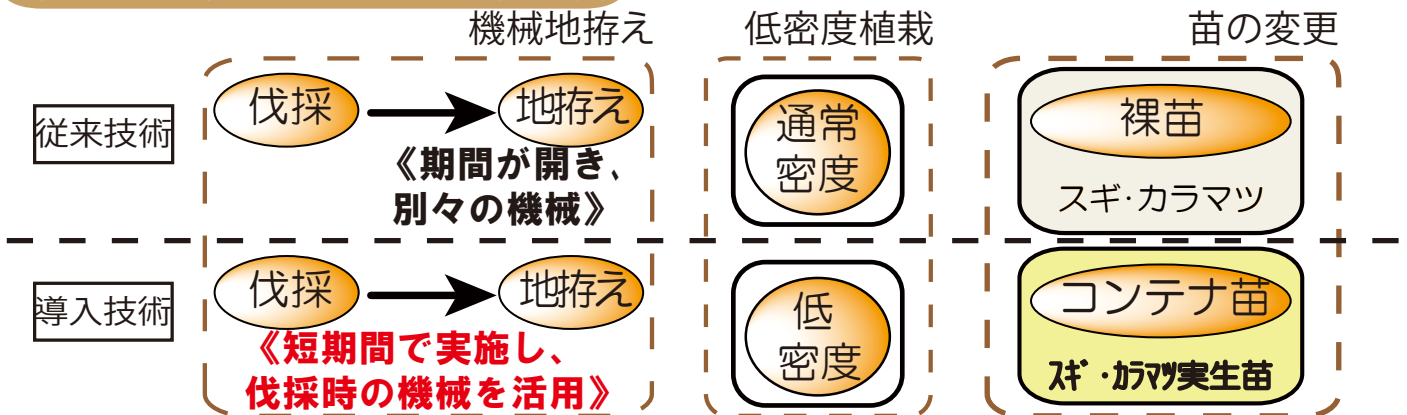 機械地拵え 低密度植栽 苗の変更
従来技術
伐採 地拵え
《期間が開き、
別々の機械》
通常
密度
裸苗
スギ・カラマツ
導入技術
伐採 地拵え
《短期間で実施し、
伐採時の機械を活用》
低
密度
コンテナ苗
スギ・カラマツ実生苗